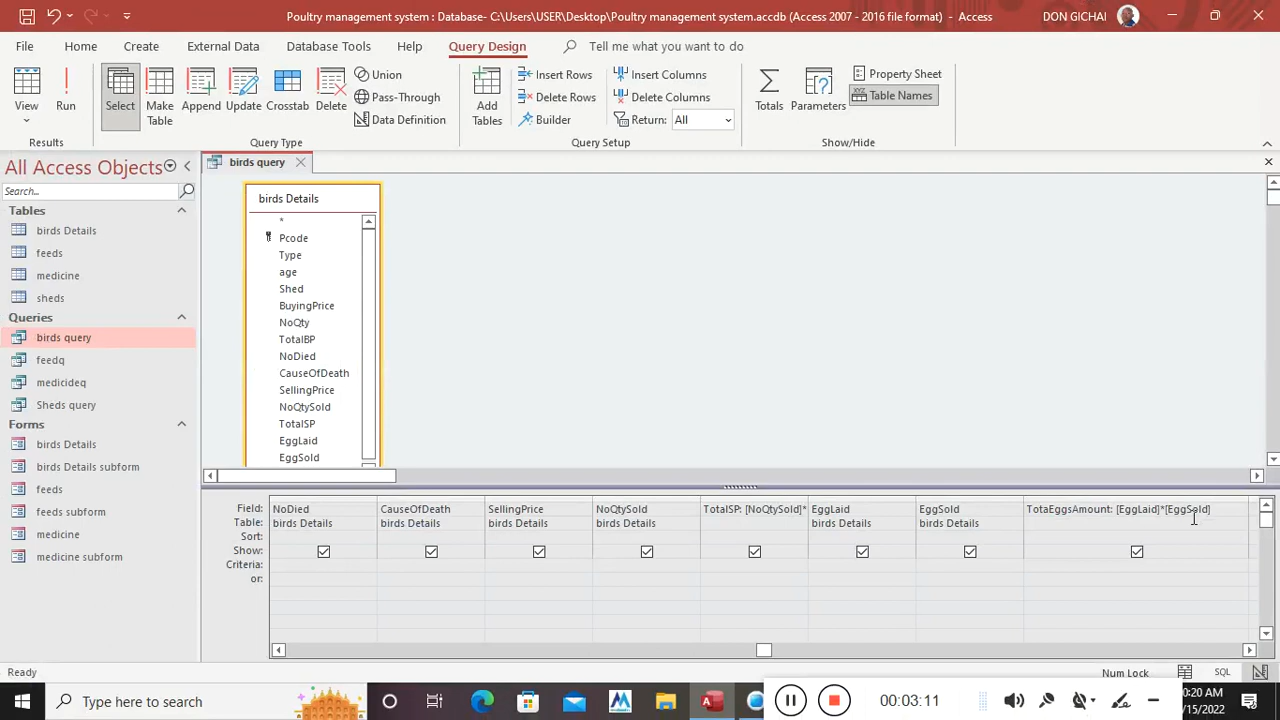 Poultry management system : Database- C:\Users\USER\Desktop\Poultry management system.accdb (Access 2007 - 2016 file format) - Access
DON GICHAI
File Home Create External Data Database Tools Help Query Design Tell me what you want to do
View
Run
Select
Make Table
Append
Update
Crosstab
Delete
Union
Pass-Through
Data Definition
Add Tables
Insert Rows
Delete Rows
Builder
Insert Columns
Delete Columns
Return: All
Totals
Parameters
Property Sheet
XYZ Table Names
Results Query Type Query Setup Show/Hide
All Access Objects
Search...
Tables
birds Details
feeds
medicine
sheds
Queries
birds query
feedq
medicideq
Sheds query
Forms
birds Details
birds Details subform
feeds
feeds subform
medicine
medicine subform
birds query
birds Details
*
Pcode
Type
age
Shed
BuyingPrice
NoQty
TotalBP
NoDied
CauseOfDeath
SellingPrice
NoQtySold
TotalSP
EggLaid
EggSold
Field: NoDied CauseOfDeath SellingPrice NoQtySold TotalSP: [NoQtySold]* EggLaid EggSold TotaEggsAmount: [EggLaid]*[EggSold]
Table: birds Details birds Details birds Details birds Details birds Details birds Details
Sort:
Show:
Criteria:
or:
Ready
Num Lock
SQL
Type here to search
00:03:11
0:20 AM
/15/2022